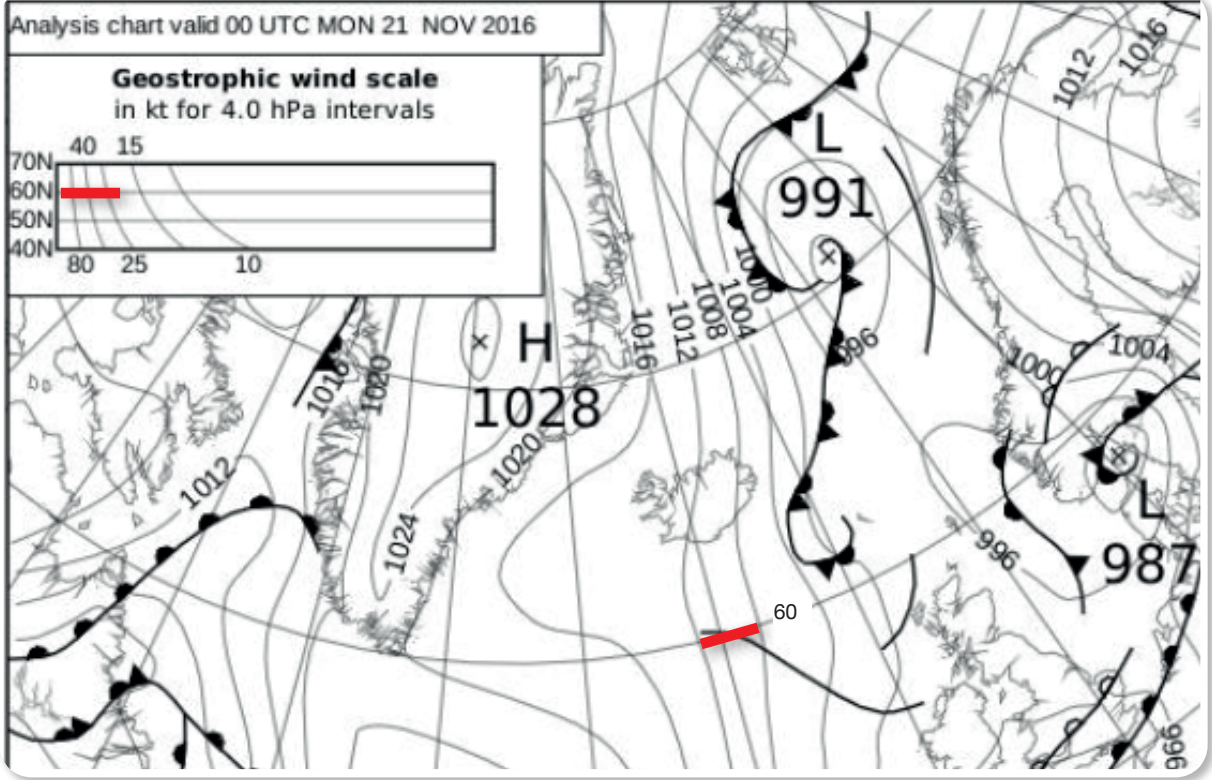 Analysis chart valid 00 UTC MON 21 NOV 2016
Geostrophic wind scale
in kt for 4.0 hPa intervals
40 15
70N
60N
50N
40N
80 25 10
1012
1016
L
991
1000
1004
1008
1012
1016
996
H
1028
1016
1020
1020
1012
1024
1000
1004
L
987
996
60
996